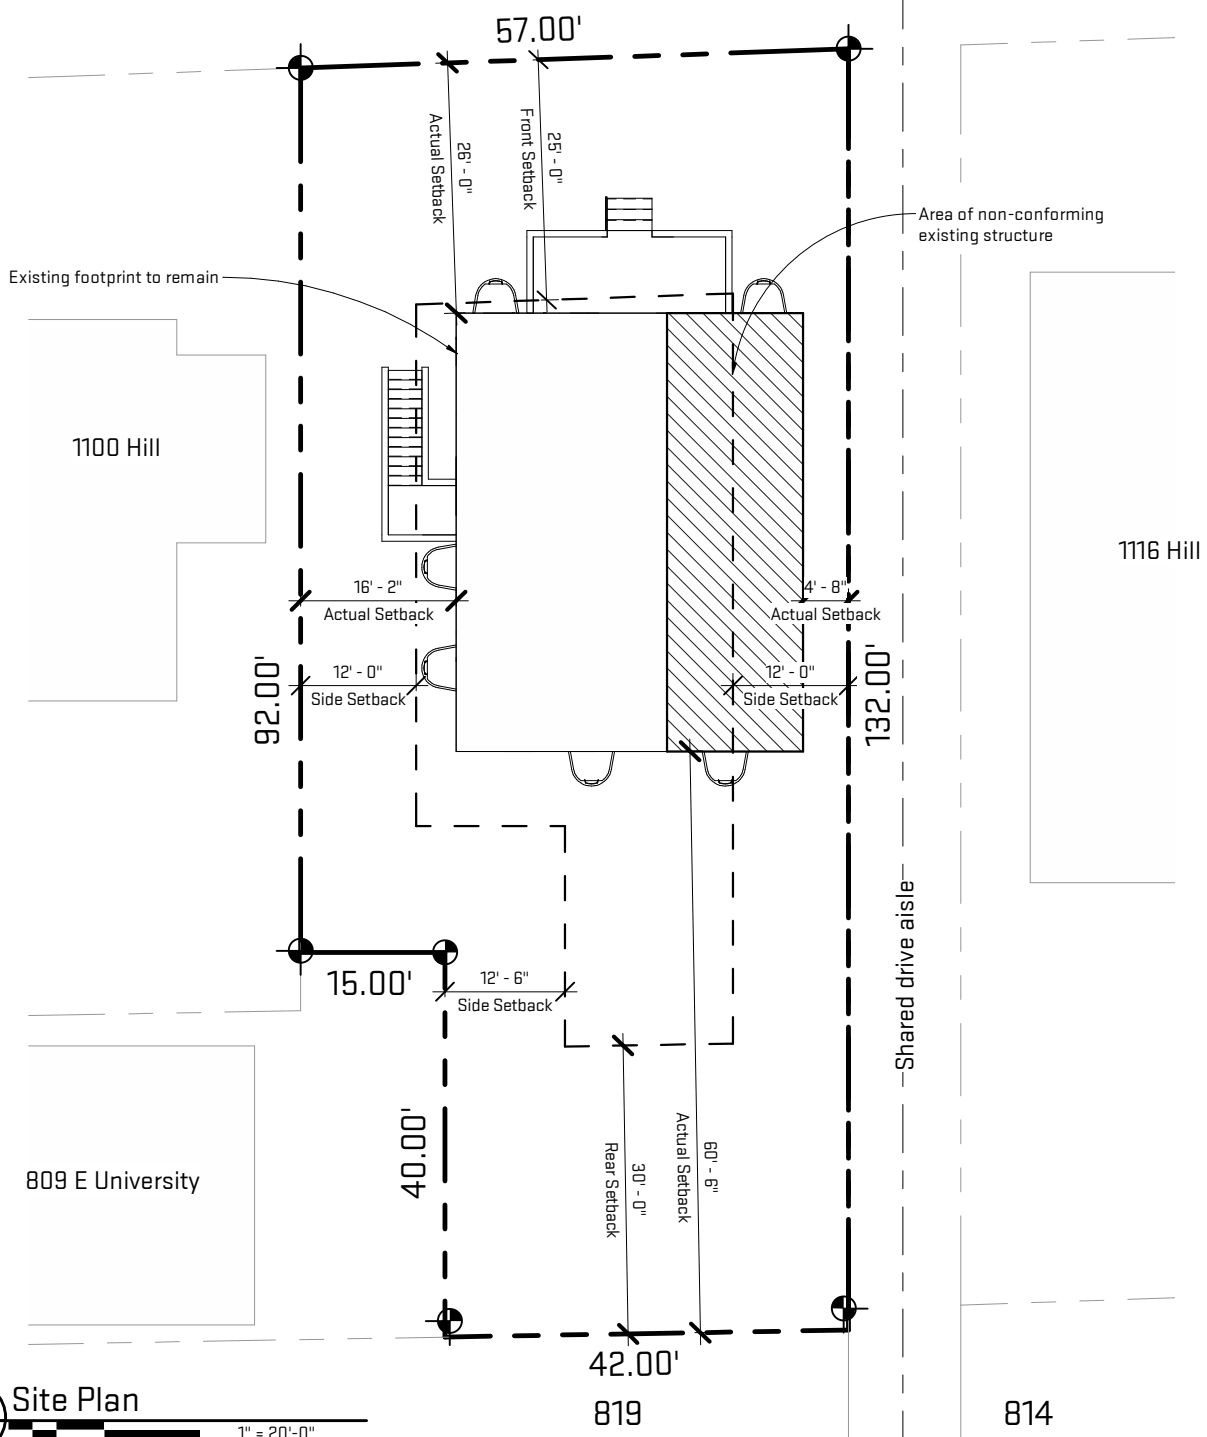 57.00'
Actual Setback
26' - 0"
Front Setback
25' - 0"
Area of non-conforming
existing structure
Existing footprint to remain
1100 Hill
1116 Hill
16' - 2"
Actual Setback
4' - 8"
Actual Setback
12' - 0"
Side Setback
12' - 0"
Side Setback
92.00'
132.00'
15.00'
12' - 6"
Side Setback
Shared drive aisle
40.00'
809 E University
Rear Setback
30' - 0"
Actual Setback
60' - 6"
42.00'
Site Plan
1" = 20'-0"
819
814